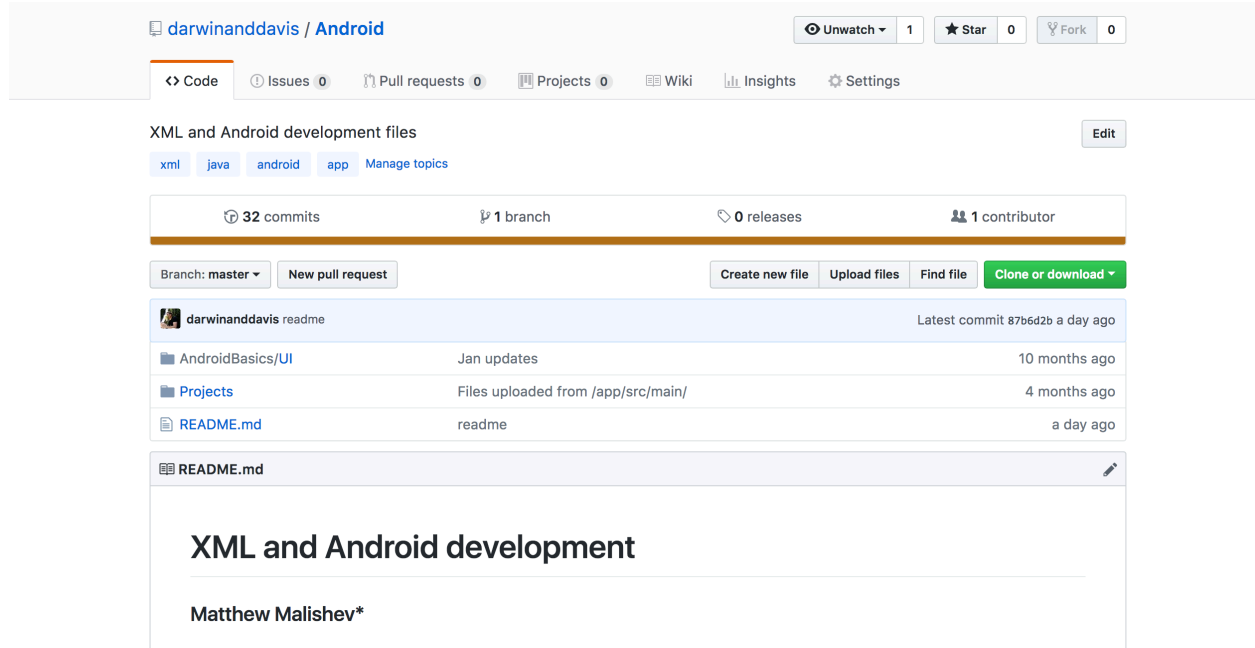 darwinanddavis / Android
Unwatch 1 Star 0 Fork 0
Code Issues 0 Pull requests 0 Projects 0 Wiki Insights Settings
XML and Android development files Edit
xml java android app Manage topics
32 commits 1 branch 0 releases 1 contributor
Branch: master New pull request Create new file Upload files Find file Clone or download
darwinanddavis readme Latest commit 87b6d2b a day ago
AndroidBasics/UI Jan updates 10 months ago
Projects Files uploaded from /app/src/main/ 4 months ago
README.md readme a day ago
README.md
XML and Android development
Matthew Malishev*